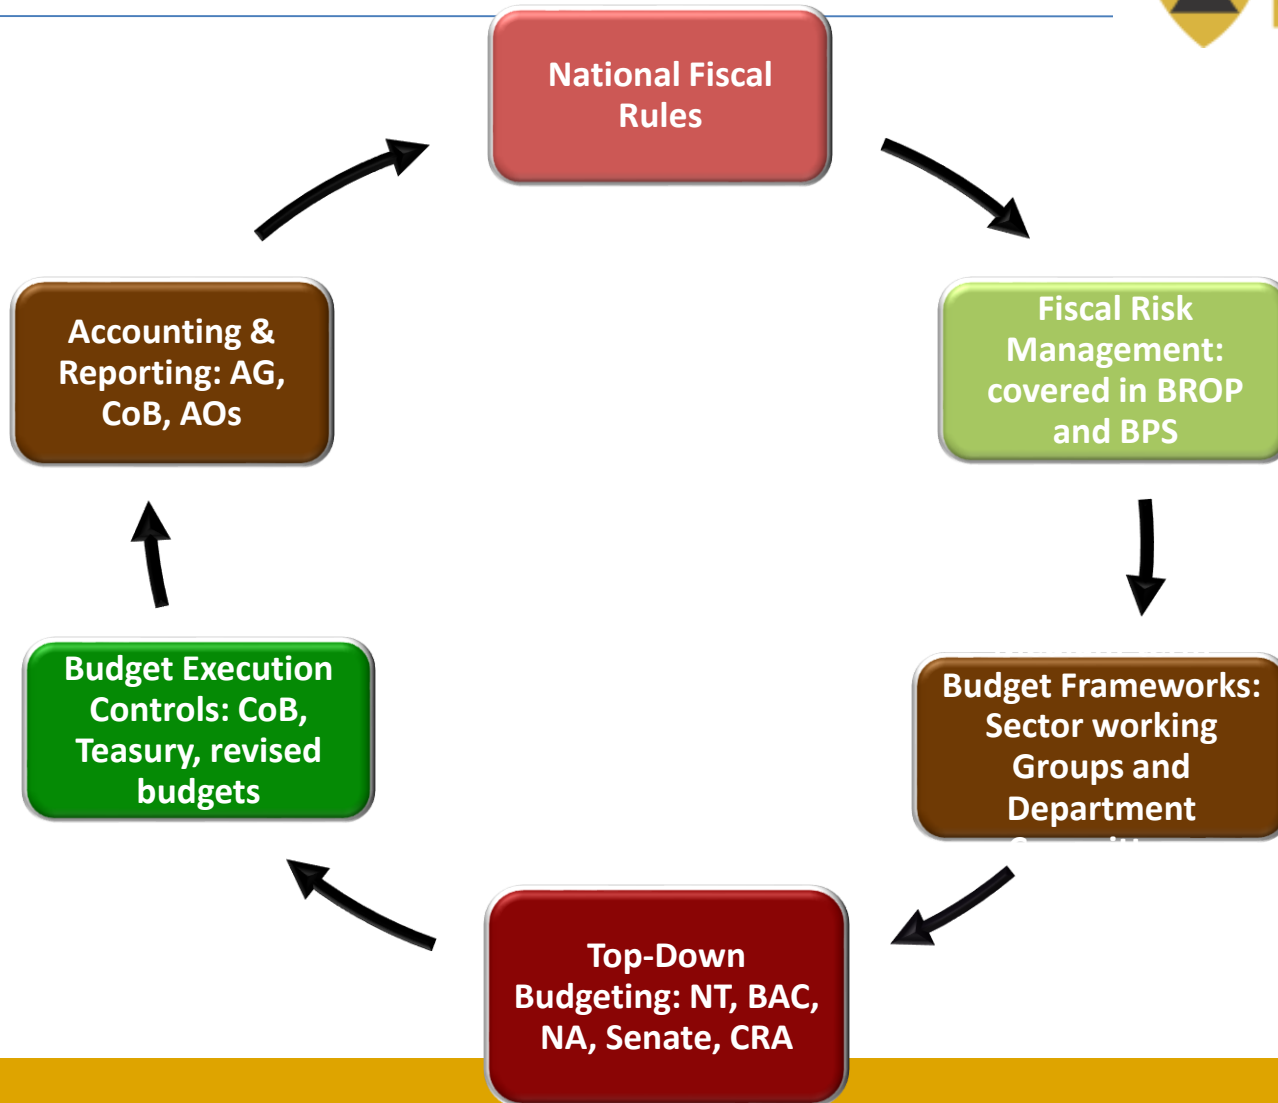 National Fiscal
Rules
Fiscal Risk
Management:
covered in BROP
and BPS
Budget Frameworks:
Sector working
Groups and
Department
Top-Down
Budgeting: NT, BAC,
NA, Senate, CRA
Budget Execution
Controls: CoB,
Teasury, revised
budgets
Accounting &
Reporting: AG,
CoB, AOs